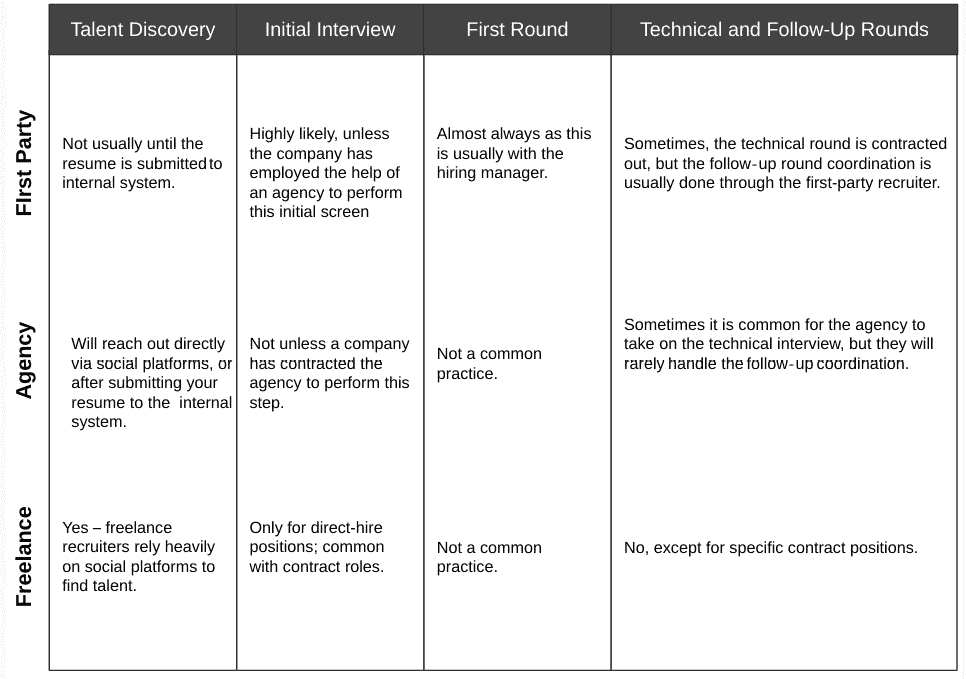 Talent Discovery
Initial Interview
First Round
Technical and Follow-Up Rounds
FIrst Party
Not usually until the
resume is submitted to
internal system.
Highly likely, unless
the company has
employed the help of
an agency to perform
this initial screen
Almost always as this
is usually with the
hiring manager.
Sometimes, the technical round is contracted
out, but the follow-up round coordination is
usually done through the first-party recruiter.
Agency
Will reach out directly
via social platforms, or
after submitting your
resume to the internal
system.
Not unless a company
has contracted the
agency to perform this
step.
Not a common
practice.
Sometimes it is common for the agency to
take on the technical interview, but they will
rarely handle the follow-up coordination.
Freelance
Yes – freelance
recruiters rely heavily
on social platforms to
find talent.
Only for direct-hire
positions; common
with contract roles.
Not a common
practice.
No, except for specific contract positions.